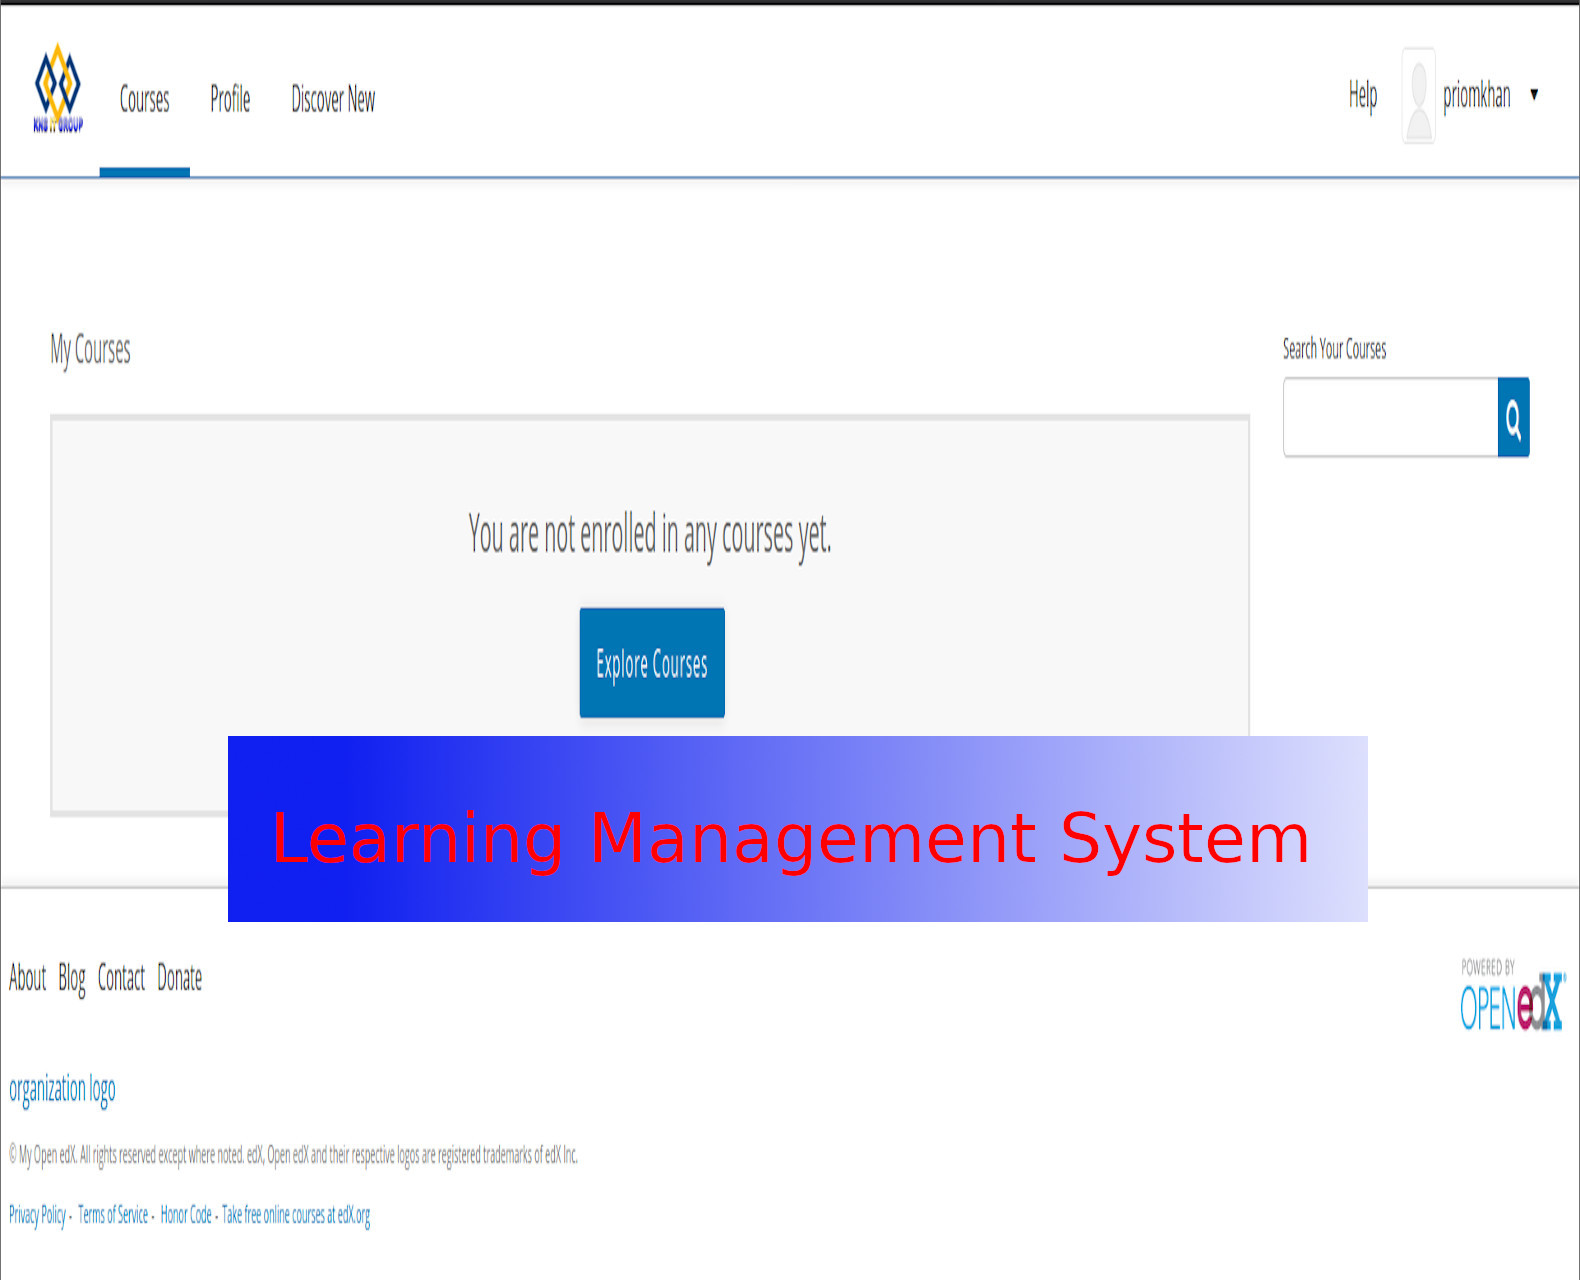 KHB IT GROUP
Courses Profile Discover New
Help priomkhan
My Courses
Search Your Courses
You are not enrolled in any courses yet.
Explore Courses
Learning Management System
About Blog Contact Donate
POWERED BY
OPEN edX
organization logo
© My Open edX. All rights reserved except where noted. edX, Open edX and their respective logos are registered trademarks of edX Inc.
Privacy Policy - Terms of Service - Honor Code - Take free online courses at edX.org